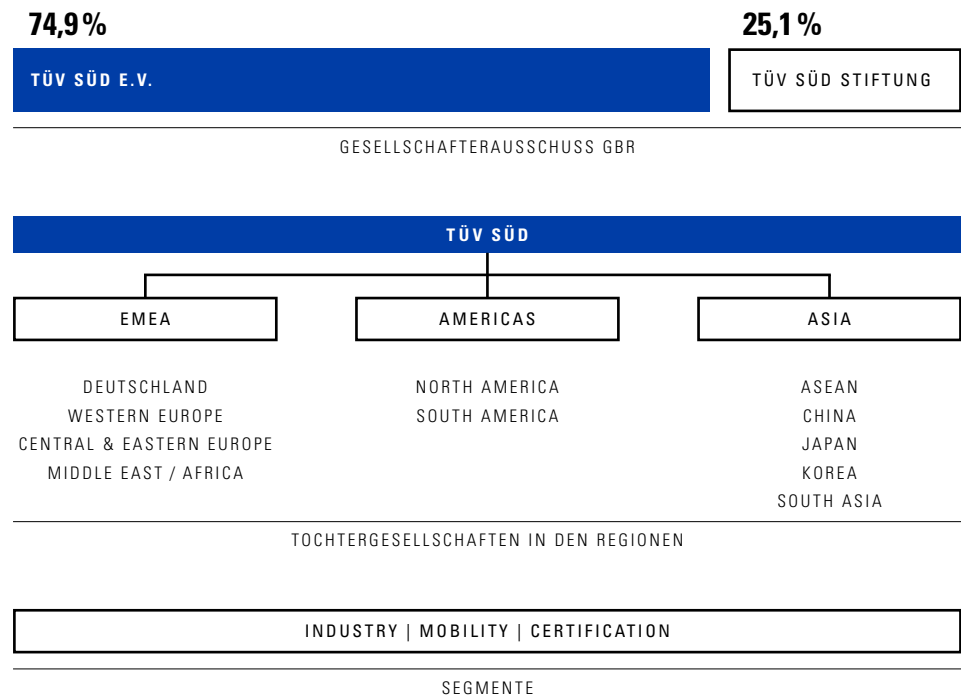 74,9 %
25,1 %
TÜV SÜD E.V.
TÜV SÜD STIFTUNG
GESELLSCHAFTERAUSSCHUSS GBR
TÜV SÜD
EMEA
AMERICAS
ASIA
DEUTSCHLAND
WESTERN EUROPE
CENTRAL & EASTERN EUROPE
MIDDLE EAST / AFRICA
NORTH AMERICA
SOUTH AMERICA
ASEAN
CHINA
JAPAN
KOREA
SOUTH ASIA
TOCHTERGESELLSCHAFTEN IN DEN REGIONEN
INDUSTRY | MOBILITY | CERTIFICATION
SEGMENTE